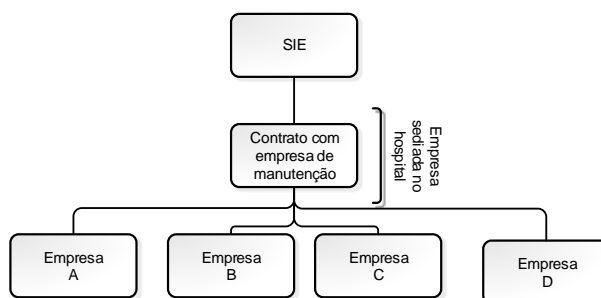 SIE
Contrato com
empresa de
manutenção
Empresa
sediada no
hospital
Empresa
A
Empresa
B
Empresa
C
Empresa
D